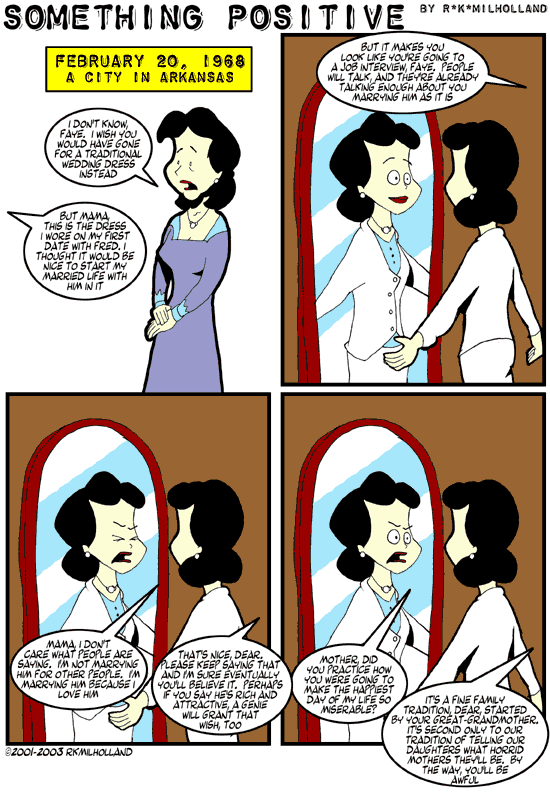 SOMETHING POSITIVE BY R*K*MILHOLLAND
FEBRUARY 20, 1968
A CITY IN ARKANSAS
I DON'T KNOW,
FAYE. I WISH YOU
WOULD HAVE GONE
FOR A TRADITIONAL
WEDDING DRESS
INSTEAD
BUT MAMA,
THIS IS THE DRESS
I WORE ON MY FIRST
DATE WITH FRED. I
THOUGHT IT WOULD BE
NICE TO START MY
MARRIED LIFE WITH
HIM IN IT
BUT IT MAKES YOU
LOOK LIKE YOU'RE GOING TO
A JOB INTERVIEW, FAYE. PEOPLE
WILL TALK, AND THEY'RE ALREADY
TALKING ENOUGH ABOUT YOU
MARRYING HIM AS IT IS
MAMA, I DON'T
CARE WHAT PEOPLE ARE
SAYING. I'M NOT MARRYING
HIM FOR OTHER PEOPLE. I'M
MARRYING HIM BECAUSE I
LOVE HIM
THAT'S NICE, DEAR.
PLEASE KEEP SAYING THAT
AND I'M SURE EVENTUALLY
YOU'LL BELIEVE IT. PERHAPS
IF YOU SAY HE'S RICH AND
ATTRACTIVE, A GENIE
WILL GRANT THAT
WISH, TOO
MOTHER, DID
YOU PRACTICE HOW
YOU WERE GOING TO
MAKE THE HAPPIEST
DAY OF MY LIFE SO
MISERABLE?
IT'S A FINE FAMILY
TRADITION, DEAR, STARTED
BY YOUR GREAT-GRANDMOTHER.
IT'S SECOND ONLY TO OUR
TRADITION OF TELLING OUR
DAUGHTERS WHAT HORRID
MOTHERS THEY'LL BE. BY
THE WAY, YOU'LL BE
AWFUL
©2001-2003 RKMILHOLLAND